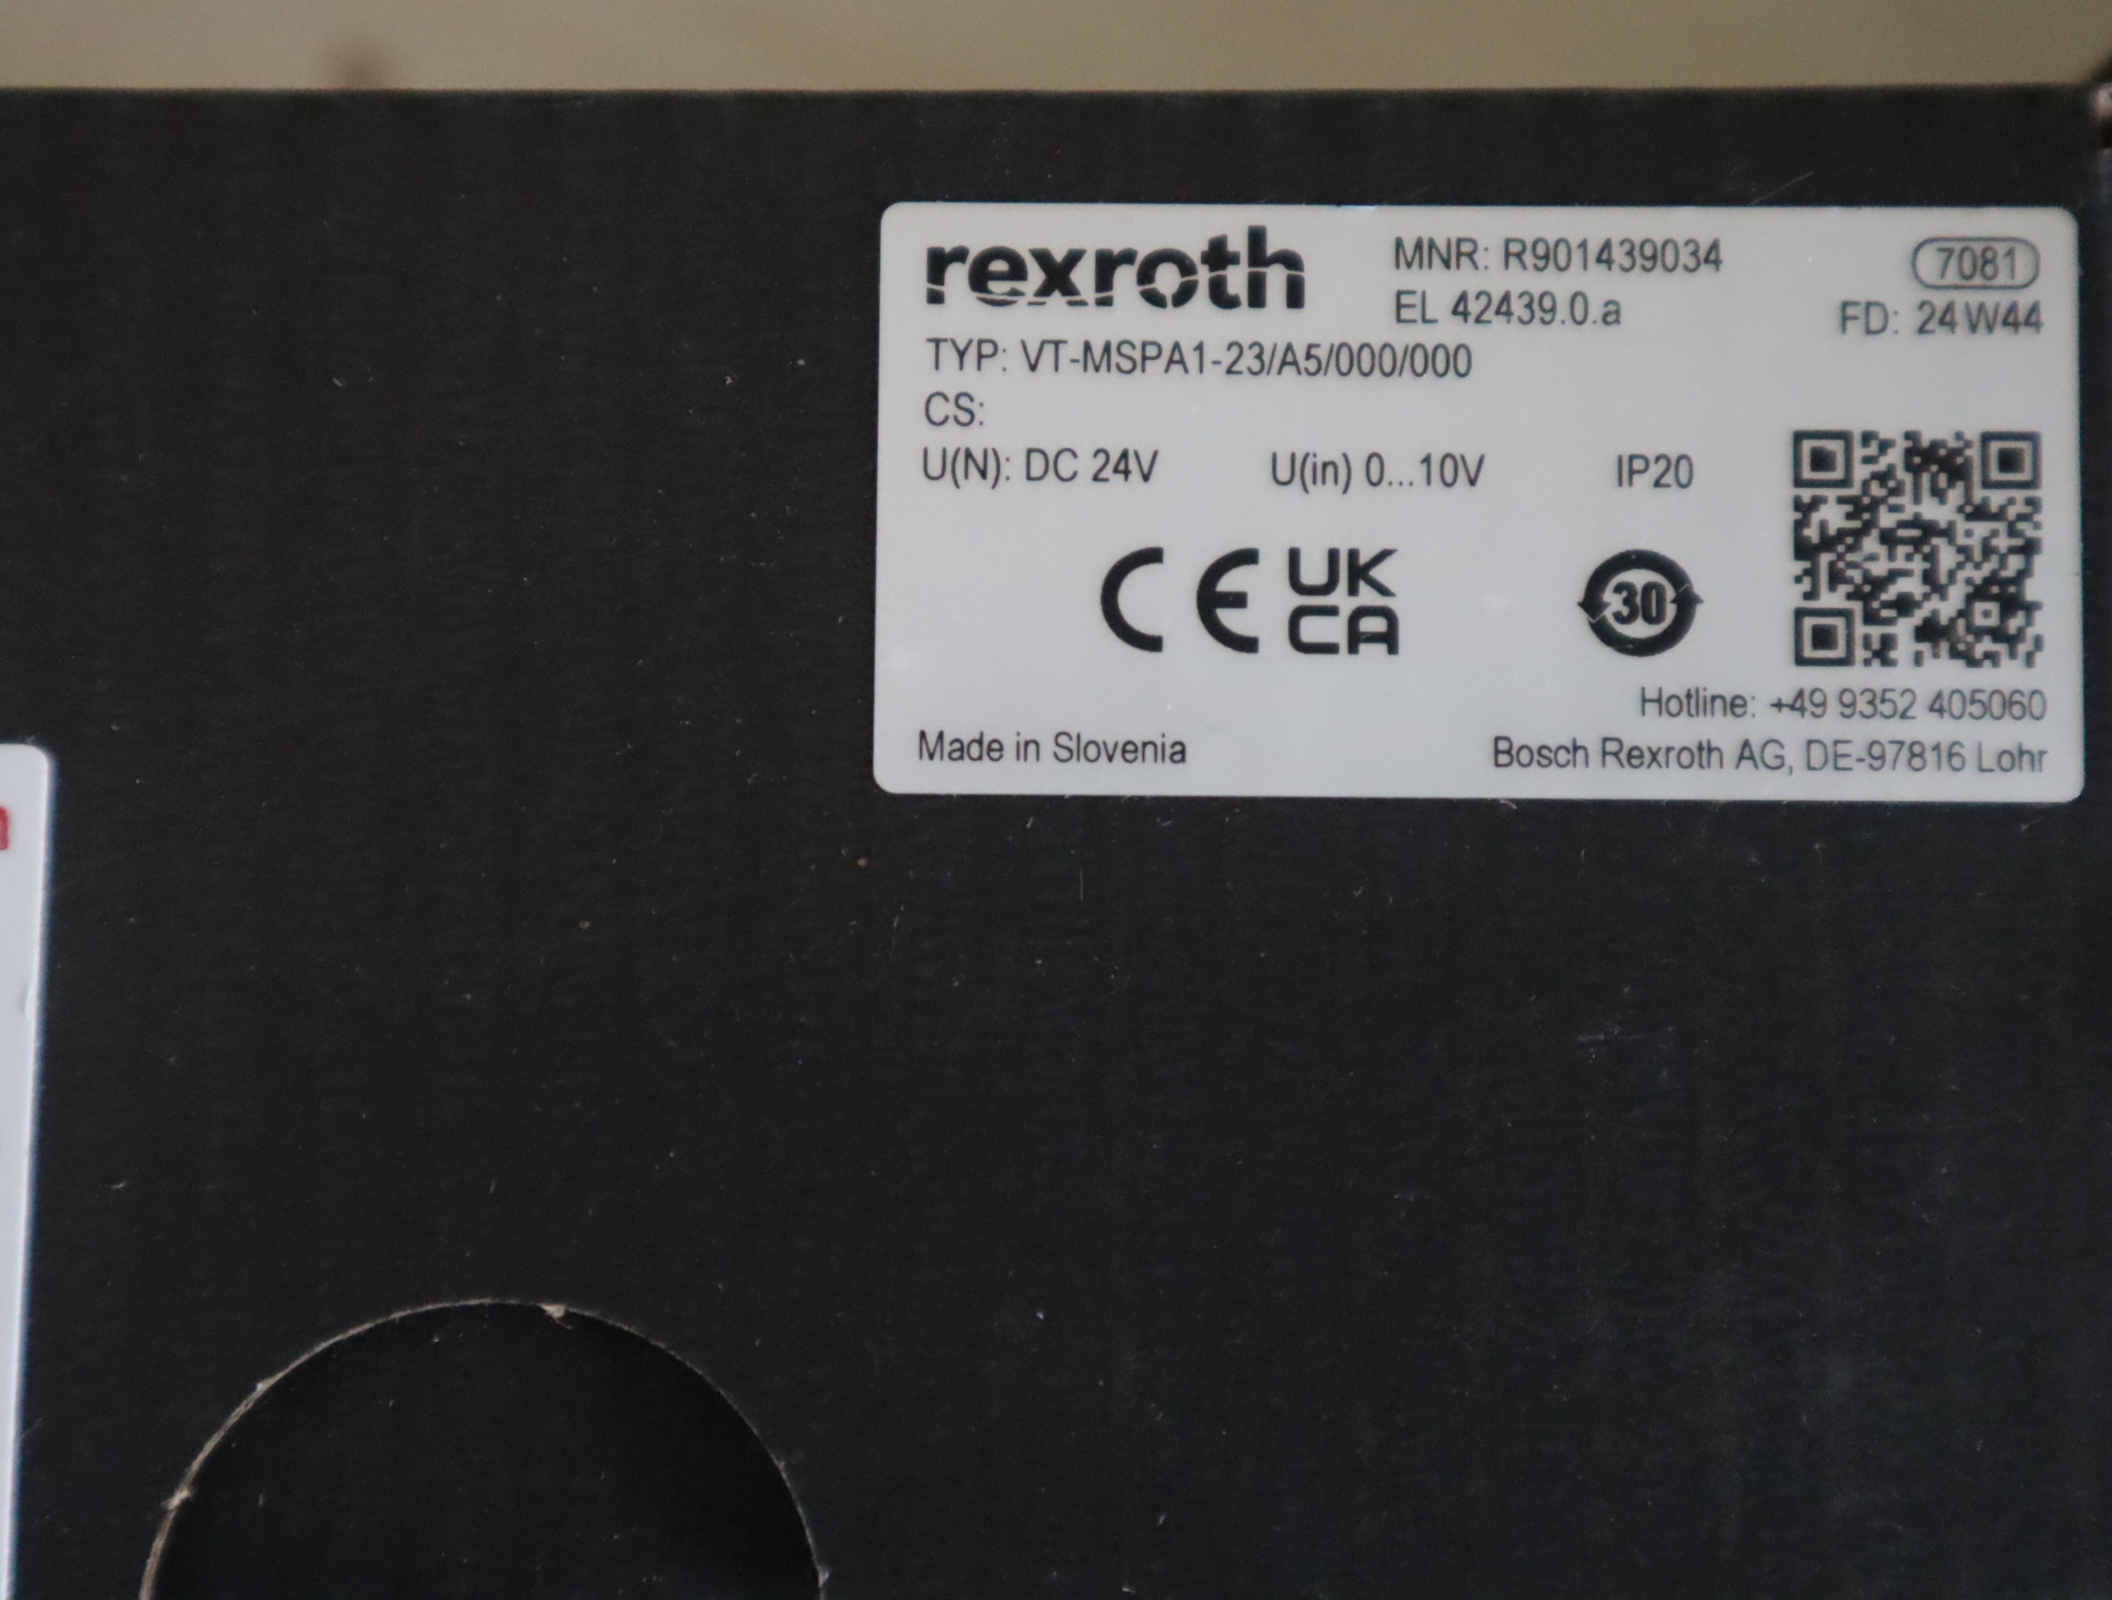 rexroth
MNR: R901439034
7081
EL 42439.0.a
FD: 24W44
TYP: VT-MSPA1-23/A5/000/000
CS:
U(N): DC 24V U(in) 0...10V IP20
CE UK
CA
30
Hotline: +49 9352 405060
Made in Slovenia
Bosch Rexroth AG, DE-97816 Lohr